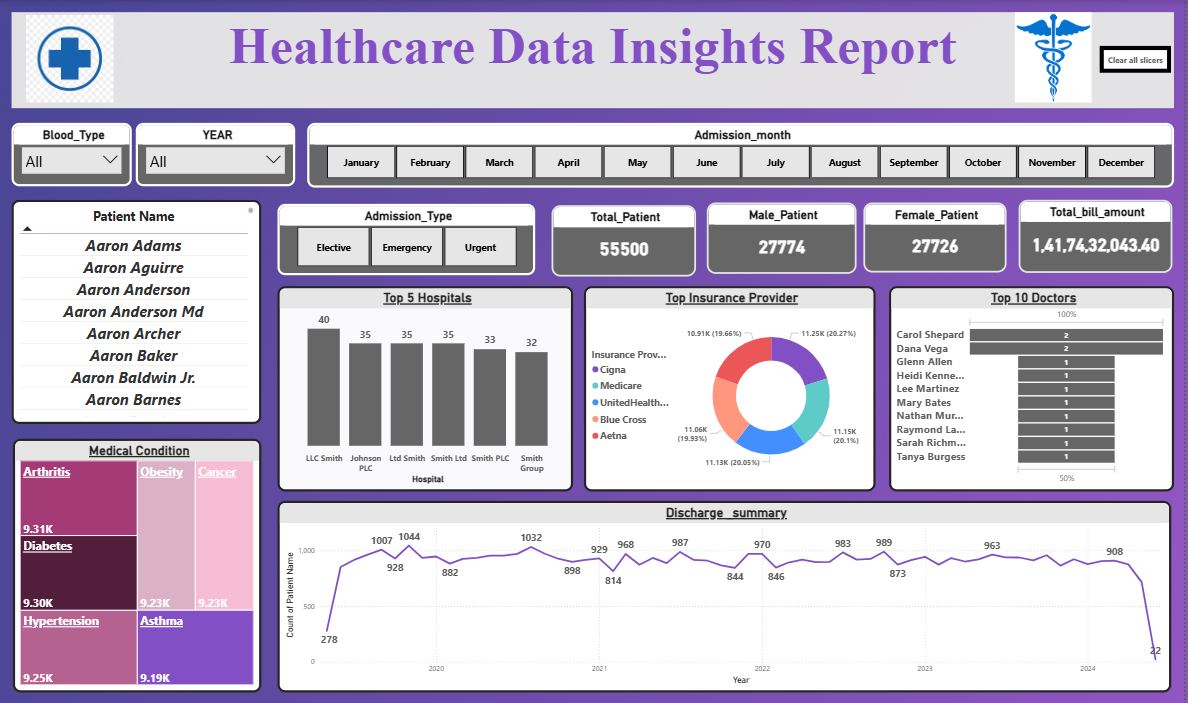 Healthcare Data Insights Report
Clear all slicers
Blood_Type
All
YEAR
All
Admission_month
January February March April May June July August September October November December
Patient Name
Aaron Adams
Aaron Aguirre
Aaron Anderson
Aaron Anderson Md
Aaron Archer
Aaron Baker
Aaron Baldwin Jr.
Aaron Barnes
Admission_Type
Elective Emergency Urgent
Total_Patient
55500
Male_Patient
27774
Female_Patient
27726
Total_bill_amount
1,41,74,32,043.40
Top 5 Hospitals
40 35 35 35 33 32
LLC Smith
Johnson
PLC
Ltd Smith
Smith Ltd
Smith PLC
Smith
Group
Hospital
Top Insurance Provider
Insurance Prov...
Cigna
Medicare
UnitedHealth...
Blue Cross
Aetna
10.91K (19.66%)
11.25K (20.27%)
11.06K
(19.93%)
11.15K
(20.1%)
11.13K (20.05%)
Top 10 Doctors
100%
Carol Shepard 2
Dana Vega 2
Glenn Allen 1
Heidi Kenne... 1
Lee Martinez 1
Mary Bates 1
Nathan Mur... 1
Raymond La... 1
Sarah Richm... 1
Tanya Burgess 1
50%
Medical Condition
Arthritis
9.31K
Diabetes
9.30K
Hypertension
9.25K
Obesity
9.23K
Cancer
9.23K
Asthma
9.19K
Discharge_summary
Count of Patient Name
1,000
500
0
278 1007 928 1044 882 1032 898 929 814 968 987 844 970 846 983 989 873 963 908 22
2020 2021 2022 2023 2024
Year